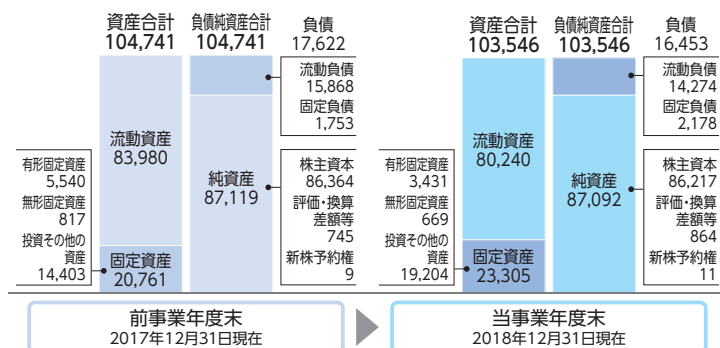 資産合計
104,741
負債純資産合計
104,741
負債
17,622
流動負債
15,868
固定負債
1,753
流動資産
83,980
純資産
87,119
有形固定資産
5,540
無形固定資産
817
投資その他の
資産
14,403
固定資産
20,761
株主資本
86,364
評価・換算
差額等
745
新株予約権
9
前事業年度末
2017年12月31日現在
資産合計
103,546
負債純資産合計
103,546
負債
16,453
流動負債
14,274
固定負債
2,178
流動資産
80,240
純資産
87,092
有形固定資産
3,431
無形固定資産
669
投資その他の
資産
19,204
固定資産
23,305
株主資本
86,217
評価・換算
差額等
864
新株予約権
11
当事業年度末
2018年12月31日現在